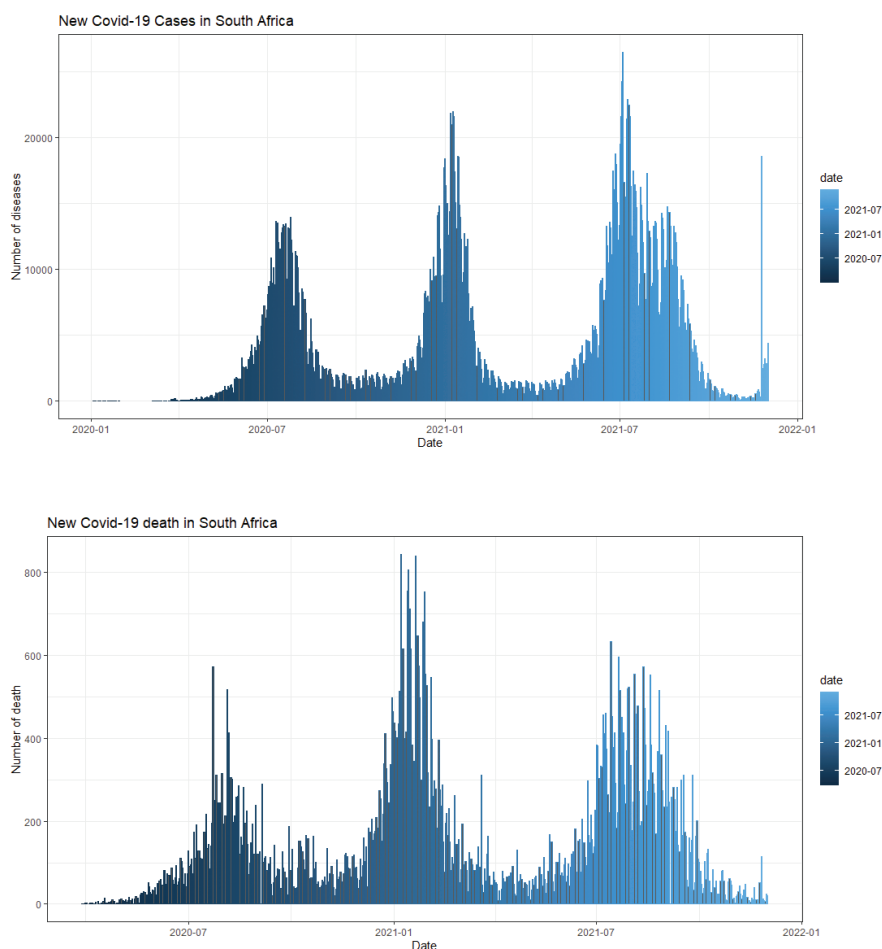 New Covid-19 Cases in South Africa
Number of diseases
20000
10000
0
2020-01
2020-07
2021-01
2021-07
2022-01
Date
date
2021-07
2021-01
2020-07
New Covid-19 death in South Africa
Number of death
800
600
400
200
0
2020-07
2021-01
2021-07
2022-01
Date
date
2021-07
2021-01
2020-07